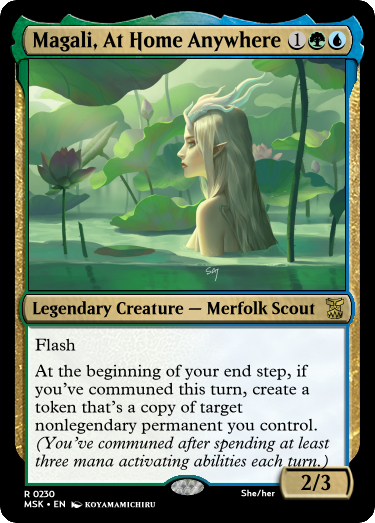 Magali, At Home Anywhere 1
Legendary Creature — Merfolk Scout
Flash
At the beginning of your end step, if
you've communed this turn, create a
token that's a copy of target
nonlegendary permanent you control.
(You've communed after spending at least
three mana activating abilities each turn.)
2/3
R 0230
She/her
MSK • EN KOYAMAMICHIRU